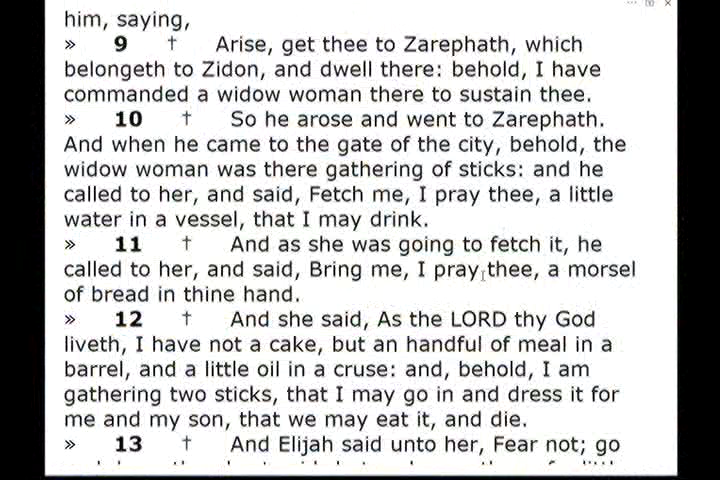 him, saying,
» 9 † Arise, get thee to Zarephath, which
belongeth to Zidon, and dwell there: behold, I have
commanded a widow woman there to sustain thee.
» 10 † So he arose and went to Zarephath.
And when he came to the gate of the city, behold, the
widow woman was there gathering of sticks: and he
called to her, and said, Fetch me, I pray thee, a little
water in a vessel, that I may drink.
» 11 † And as she was going to fetch it, he
called to her, and said, Bring me, I pray thee, a morsel
of bread in thine hand.
» 12 † And she said, As the LORD thy God
liveth, I have not a cake, but an handful of meal in a
barrel, and a little oil in a cruse: and, behold, I am
gathering two sticks, that I may go in and dress it for
me and my son, that we may eat it, and die.
» 13 † And Elijah said unto her, Fear not; go